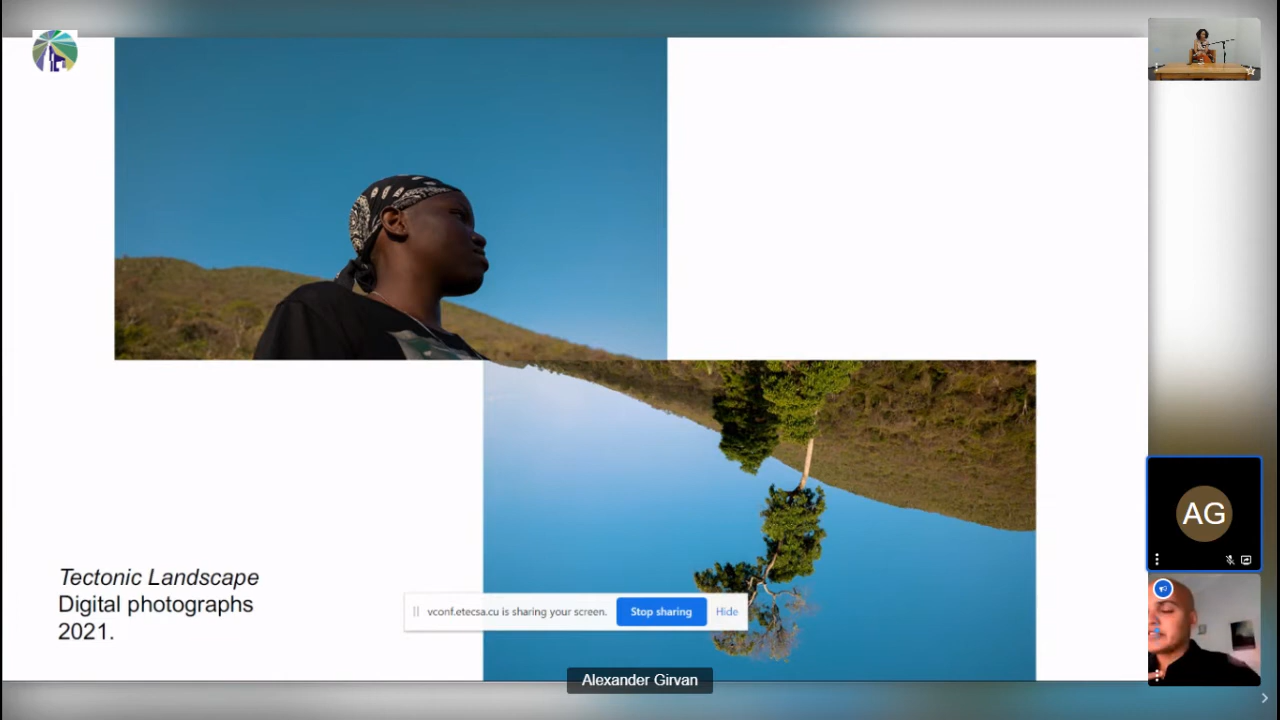 Tectonic Landscape
Digital photographs
2021.
vconf.etecsa.cu is sharing your screen.
Stop sharing
Hide
Alexander Girvan
AG